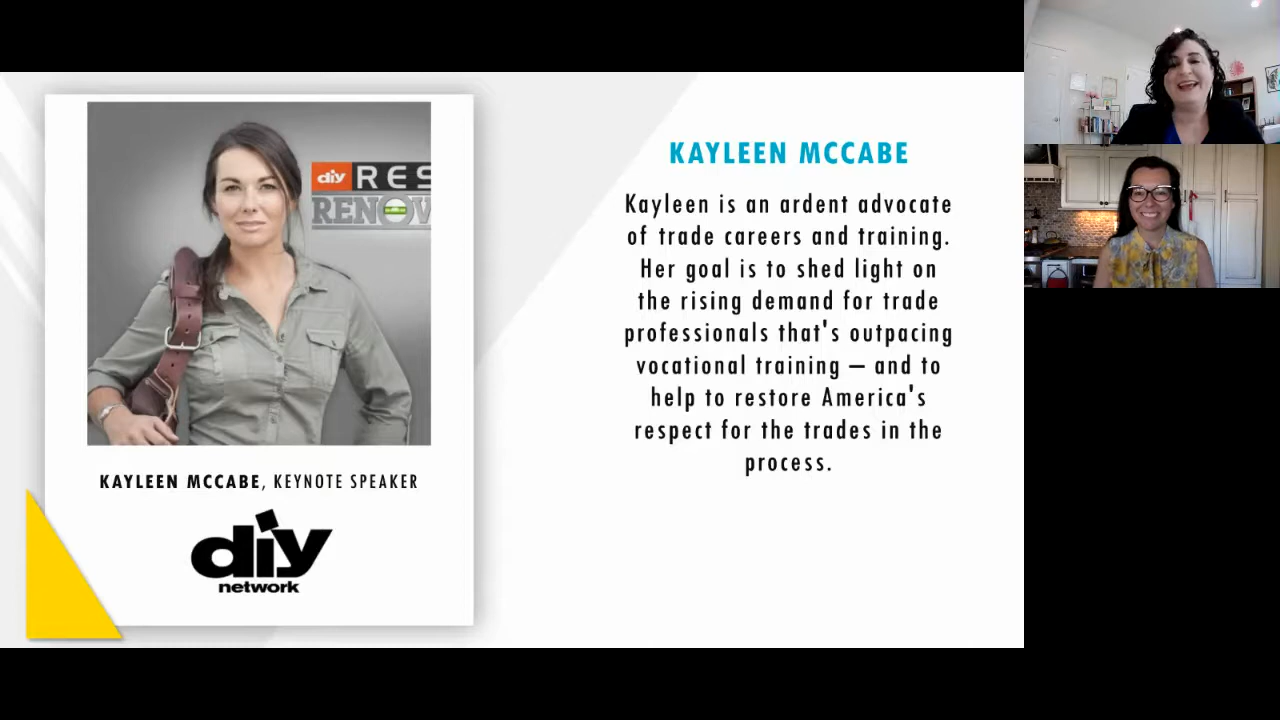 diy RES
RENOV
KAYLEEN MCCABE, KEYNOTE SPEAKER
diy
network
KAYLEEN MCCABE
Kayleen is an ardent advocate
of trade careers and training.
Her goal is to shed light on
the rising demand for trade
professionals that's outpacing
vocational training — and to
help to restore America's
respect for the trades in the
process.